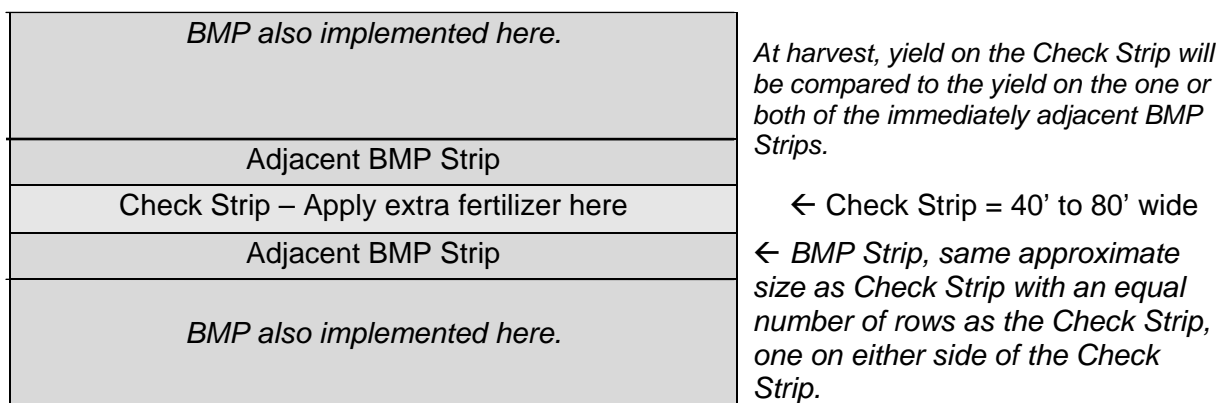 BMP also implemented here.
At harvest, yield on the Check Strip will
be compared to the yield on the one or
both of the immediately adjacent BMP
Strips.
Adjacent BMP Strip
Check Strip – Apply extra fertilizer here
← Check Strip = 40’ to 80’ wide
Adjacent BMP Strip
← BMP Strip, same approximate
size as Check Strip with an equal
number of rows as the Check Strip,
one on either side of the Check
Strip.
BMP also implemented here.